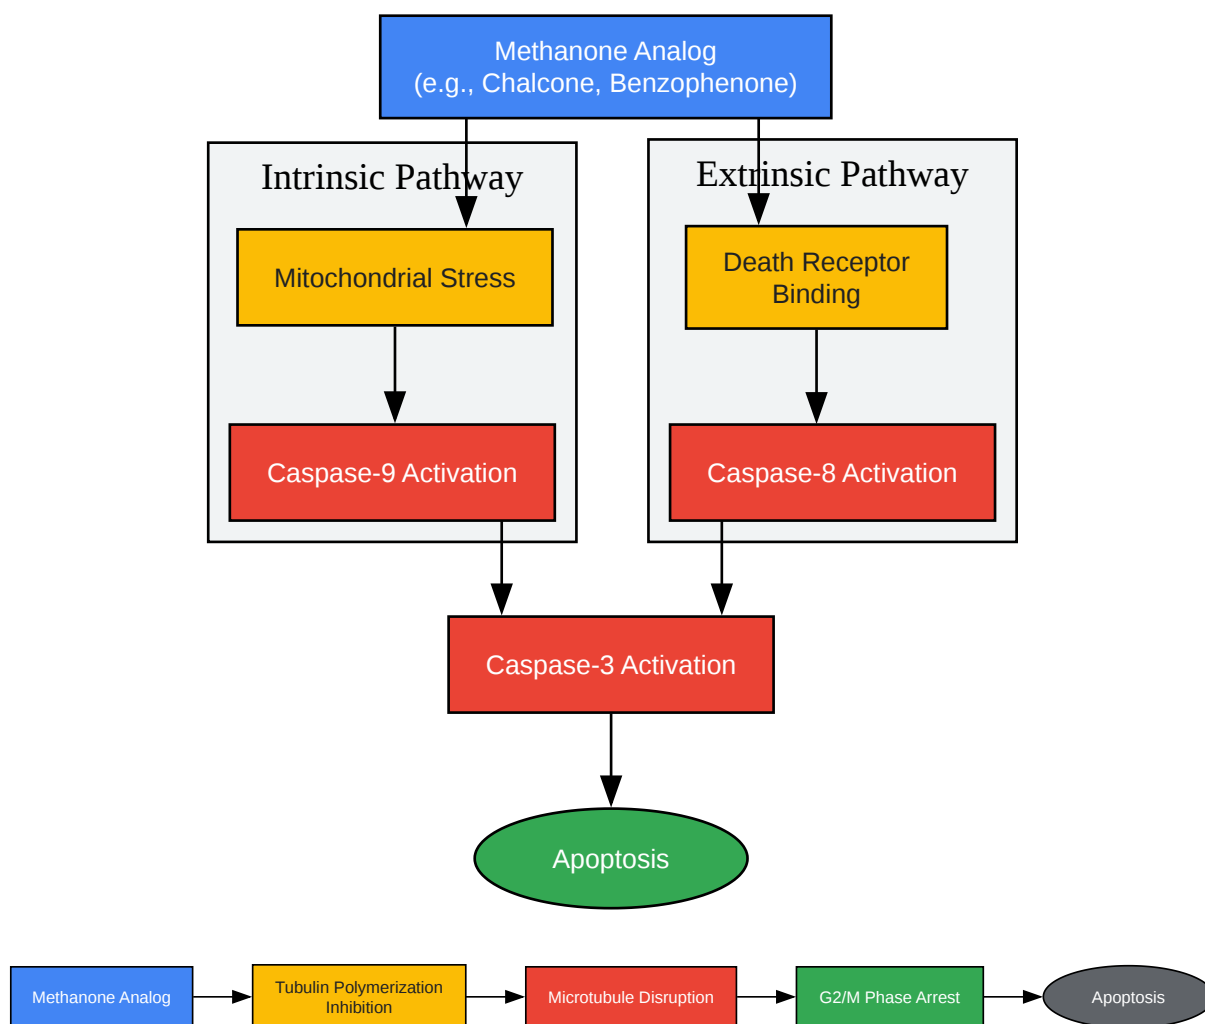 Methanone Analog
(e.g., Chalcone, Benzophenone)
Intrinsic Pathway
Extrinsic Pathway
Mitochondrial Stress
Death Receptor
Binding
Caspase-9 Activation
Caspase-8 Activation
Caspase-3 Activation
Apoptosis
Methanone Analog
Tubulin Polymerization
Inhibition
Microtubule Disruption
G2/M Phase Arrest
Apoptosis